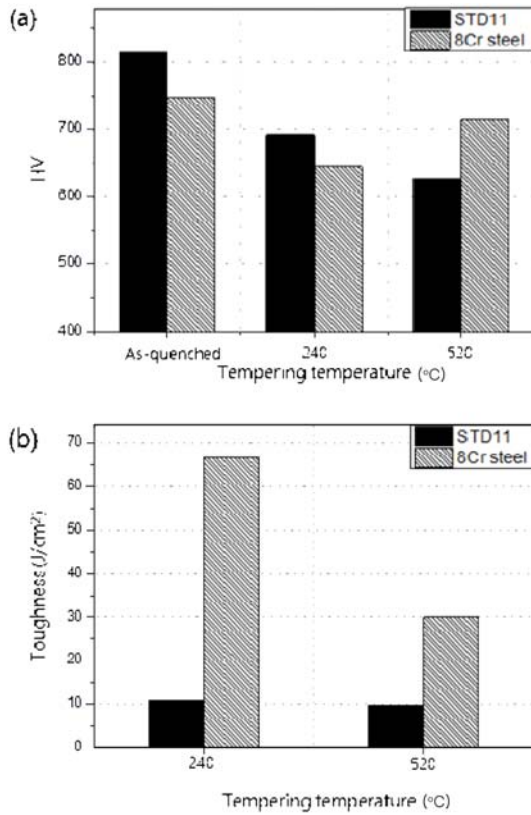 (a)
STD11
8Cr steel
800
700
600
500
400
HV
As-quenched
240
520
Tempering temperature (°C)
(b)
STD11
8Cr steel
70
60
50
40
30
20
10
0
Toughness (J/cm²)
240
520
Tempering temperature (°C)